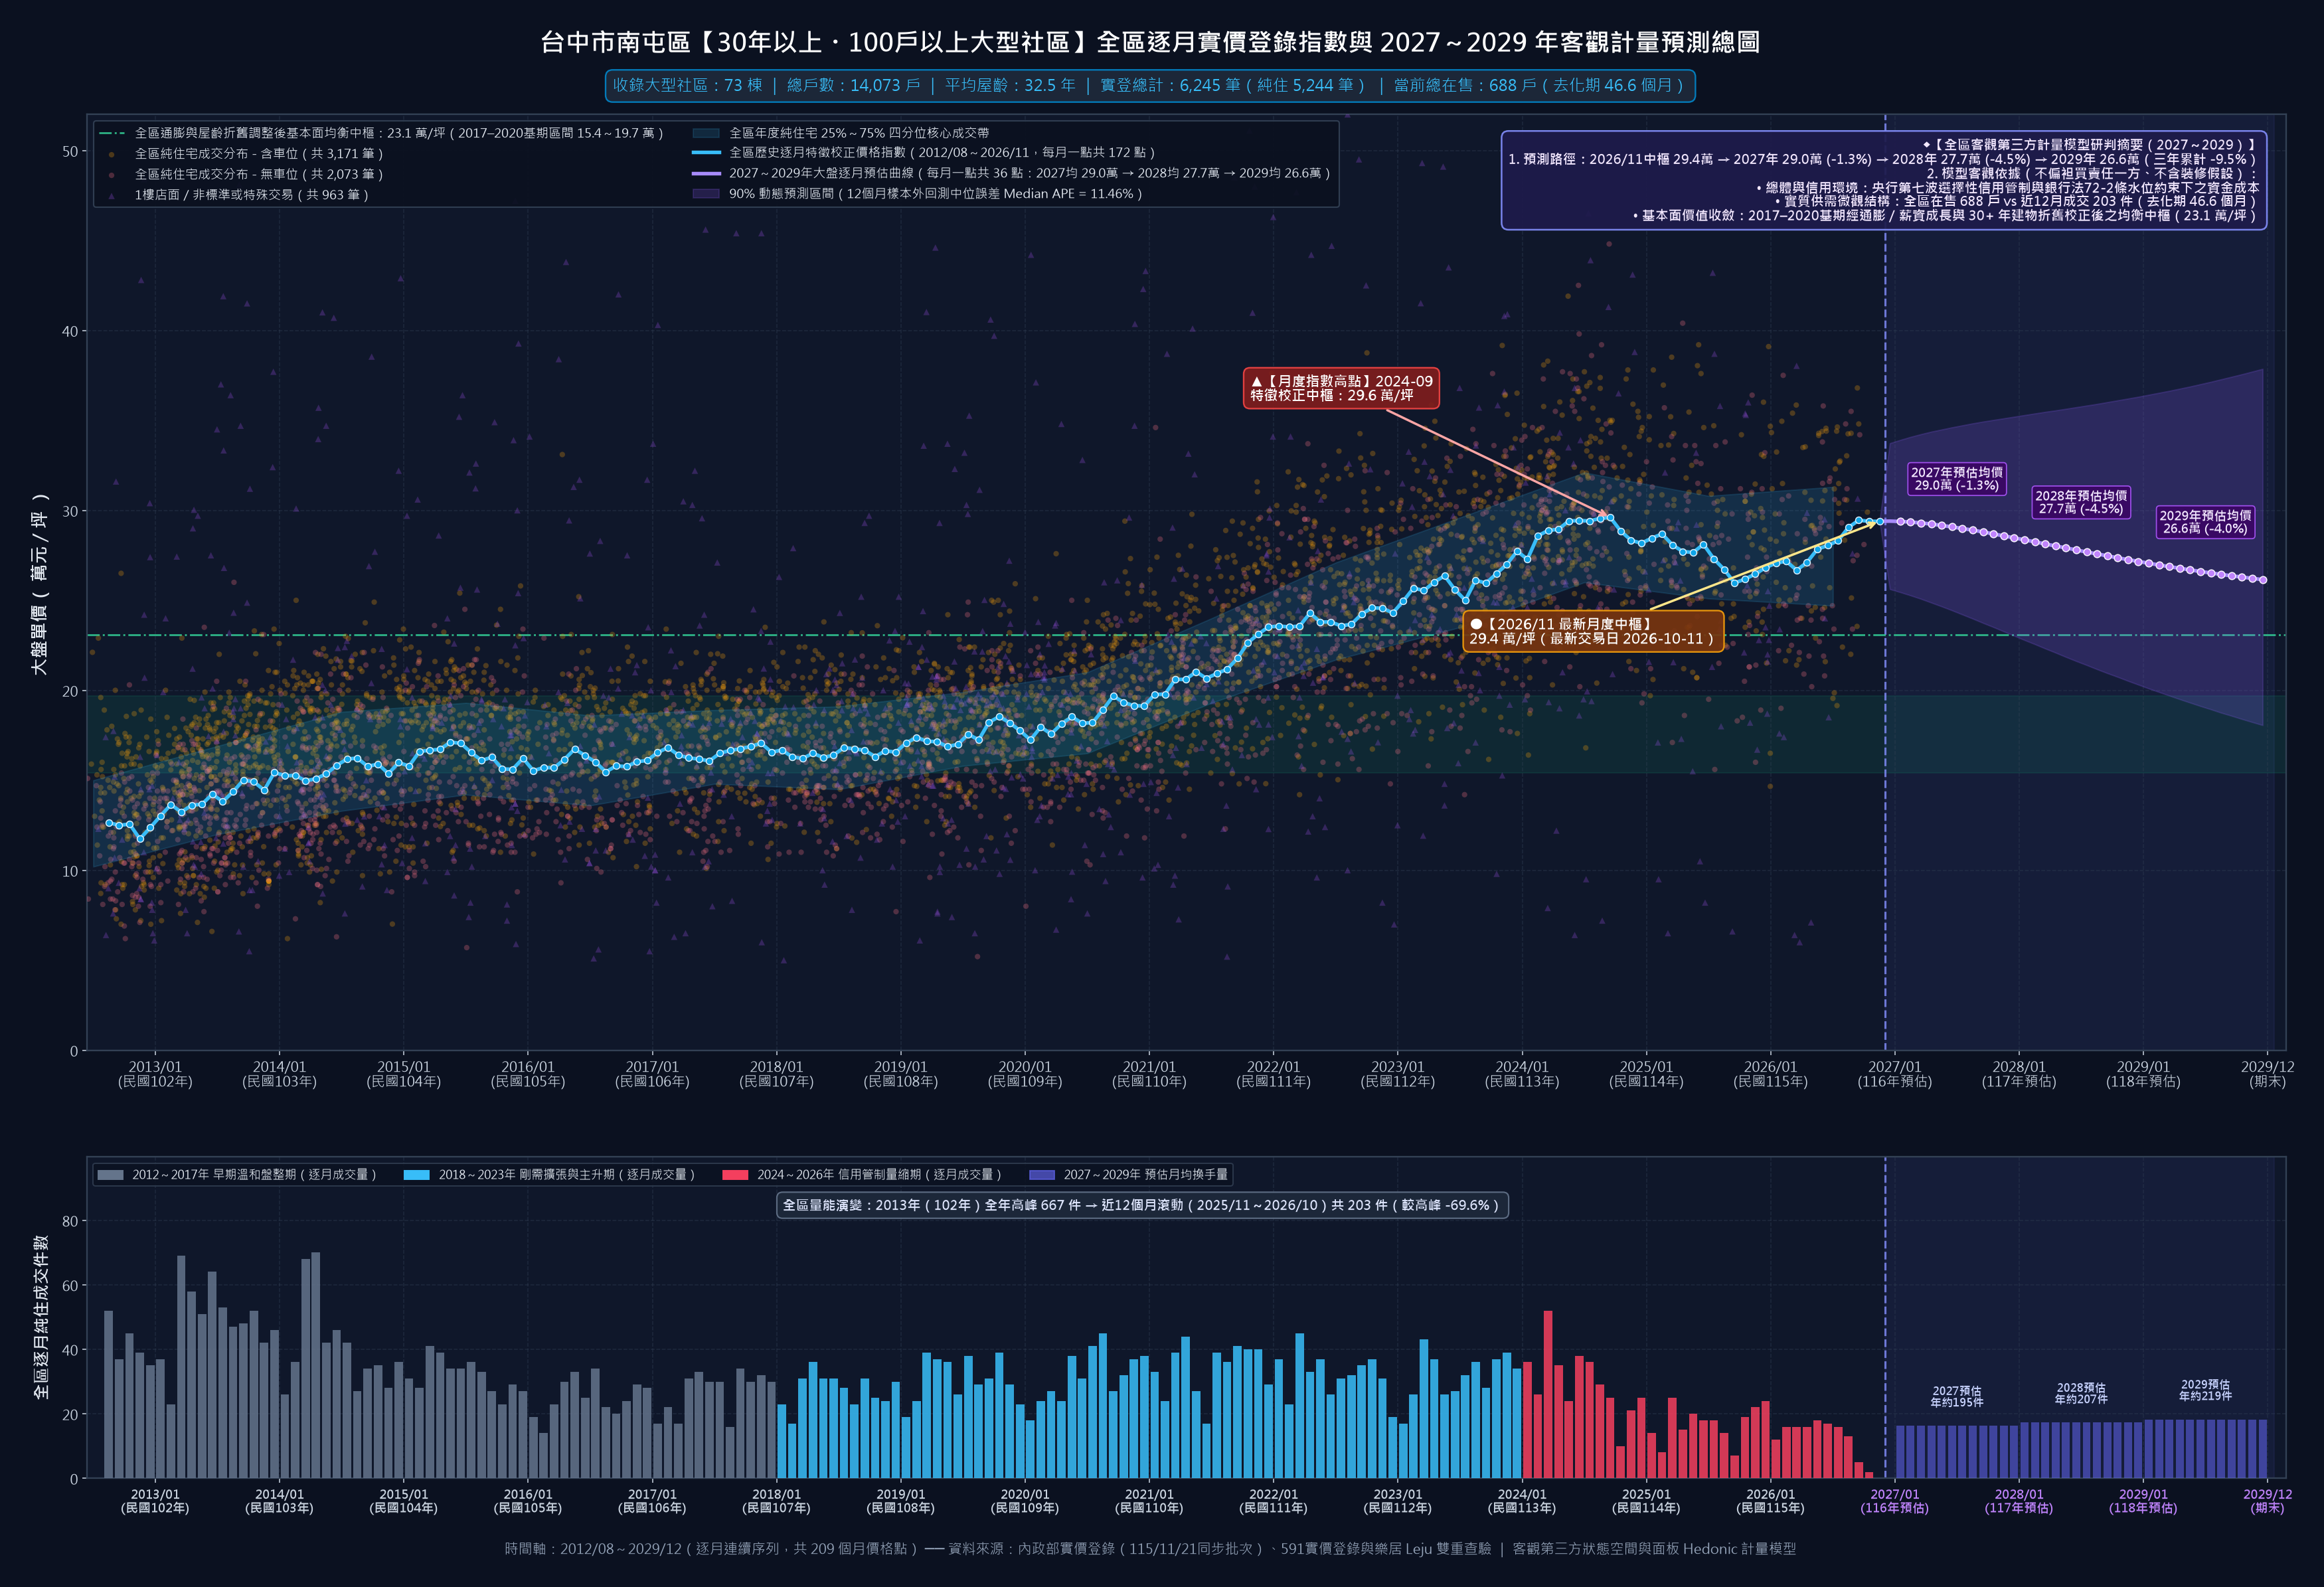 台中市南屯區【30年以上．100戶以上大型社區】全區逐月實價登錄指數與 2027～2029 年客觀計量預測總圖
收錄大型社區：73 棟 ｜ 總戶數：14,073 戶 ｜ 平均屋齡：32.5 年 ｜ 實登總計：6,245 筆（純住 5,244 筆） ｜ 當前總在售：688 戶（去化期 46.6 個月）
全區通膨與屋齡折舊調整後基本面均衡中樞：23.1 萬/坪（2017–2020基期區間 15.4～19.7 萬）
全區純住宅成交分布 - 含車位（共 3,171 筆）
全區純住宅成交分布 - 無車位（共 2,073 筆）
1樓店面 / 非標準或特殊交易（共 963 筆）
全區年度純住宅 25%～75% 四分位核心成交帶
全區歷史逐月特徵校正價格指數（2012/08～2026/11，每月一點共 172 點）
2027～2029年大盤逐月預估曲線（每月一點共 36 點：2027均 29.0萬 → 2028均 27.7萬 → 2029均 26.6萬）
90% 動態預測區間（12個月樣本外回測中位誤差 Median APE = 11.46%）
◆【全區客觀第三方計量模型研判摘要（2027～2029）】
1. 預測路徑：2026/11中樞 29.4萬 → 2027年 29.0萬 (-1.3%) → 2028年 27.7萬 (-4.5%) → 2029年 26.6萬（三年累計 -9.5%）
2. 模型客觀依據（不偏袒買賣任一方、不含裝修假設）：
• 總體與信用環境：央行第七波選擇性信用管制與銀行法72-2條水位約束下之資金成本
• 實質供需微觀結構：全區在售 688 戶 vs 近12月成交 203 件（去化期 46.6 個月）
• 基本面價值收斂：2017–2020基期經通膨 / 薪資成長與 30+ 年建物折舊校正後之均衡中樞（23.1 萬/坪）
大盤單價（萬元 / 坪）
50
40
30
20
10
0
▲【月度指數高點】2024-09
特徵校正中樞：29.6 萬/坪
●【2026/11 最新月度中樞】
29.4 萬/坪（最新交易日 2026-10-11）
2027年預估均價
29.0萬 (-1.3%)
2028年預估均價
27.7萬 (-4.5%)
2029年預估均價
26.6萬 (-4.0%)
2013/01 2014/01 2015/01 2016/01 2017/01 2018/01 2019/01 2020/01 2021/01 2022/01 2023/01 2024/01 2025/01 2026/01 2027/01 2028/01 2029/01 2029/12
(民國102年) (民國103年) (民國104年) (民國105年) (民國106年) (民國107年) (民國108年) (民國109年) (民國110年) (民國111年) (民國112年) (民國113年) (民國114年) (民國115年) (116年預估) (117年預估) (118年預估) (期末)
2012～2017年 早期溫和盤整期（逐月成交量） 2018～2023年 剛需擴張與主升期（逐月成交量） 2024～2026年 信用管制量縮期（逐月成交量） 2027～2029年 預估月均換手量
全區量能演變：2013年（102年）全年高峰 667 件 → 近12個月滾動（2025/11～2026/10）共 203 件（較高峰 -69.6%）
全區逐月純住成交件數
80
60
40
20
0
2027預估
年約195件
2028預估
年約207件
2029預估
年約219件
2013/01 2014/01 2015/01 2016/01 2017/01 2018/01 2019/01 2020/01 2021/01 2022/01 2023/01 2024/01 2025/01 2026/01 2027/01 2028/01 2029/01 2029/12
(民國102年) (民國103年) (民國104年) (民國105年) (民國106年) (民國107年) (民國108年) (民國109年) (民國110年) (民國111年) (民國112年) (民國113年) (民國114年) (民國115年) (116年預估) (117年預估) (118年預估) (期末)
時間軸：2012/08～2029/12（逐月連續序列，共 209 個月價格點） ── 資料來源：內政部實價登錄（115/11/21同步批次）、591實價登錄與樂居 Leju 雙重查驗 ｜ 客觀第三方狀態空間與面板 Hedonic 計量模型